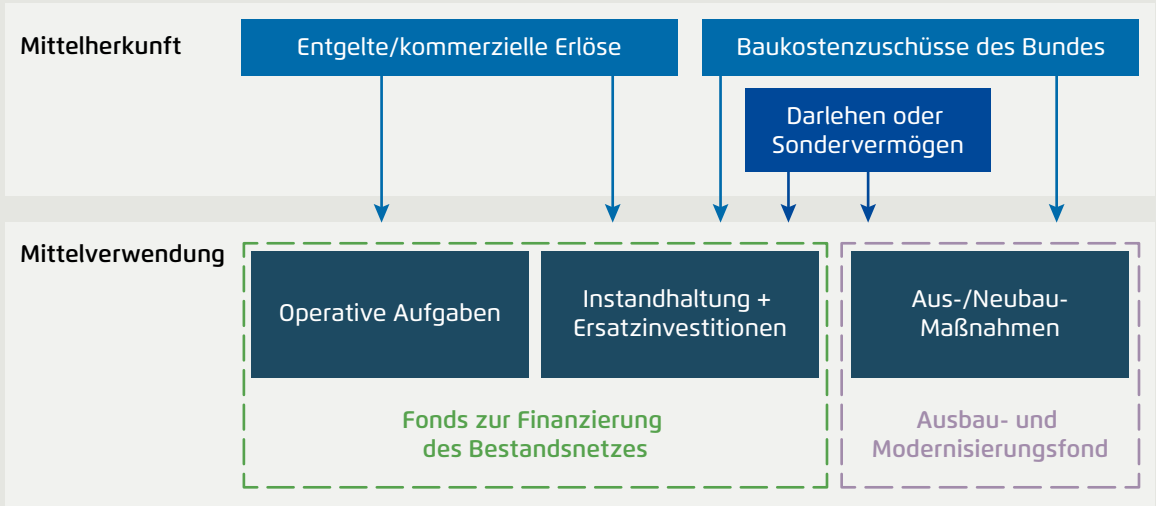 Mittelherkunft
Entgelte/kommerzielle Erlöse
Baukostenzuschüsse des Bundes
Darlehen oder
Sondervermögen
Mittelverwendung
Operative Aufgaben
Instandhaltung +
Ersatzinvestitionen
Aus-/Neubau-
Maßnahmen
Fonds zur Finanzierung
des Bestandsnetzes
Ausbau- und
Modernisierungsfond